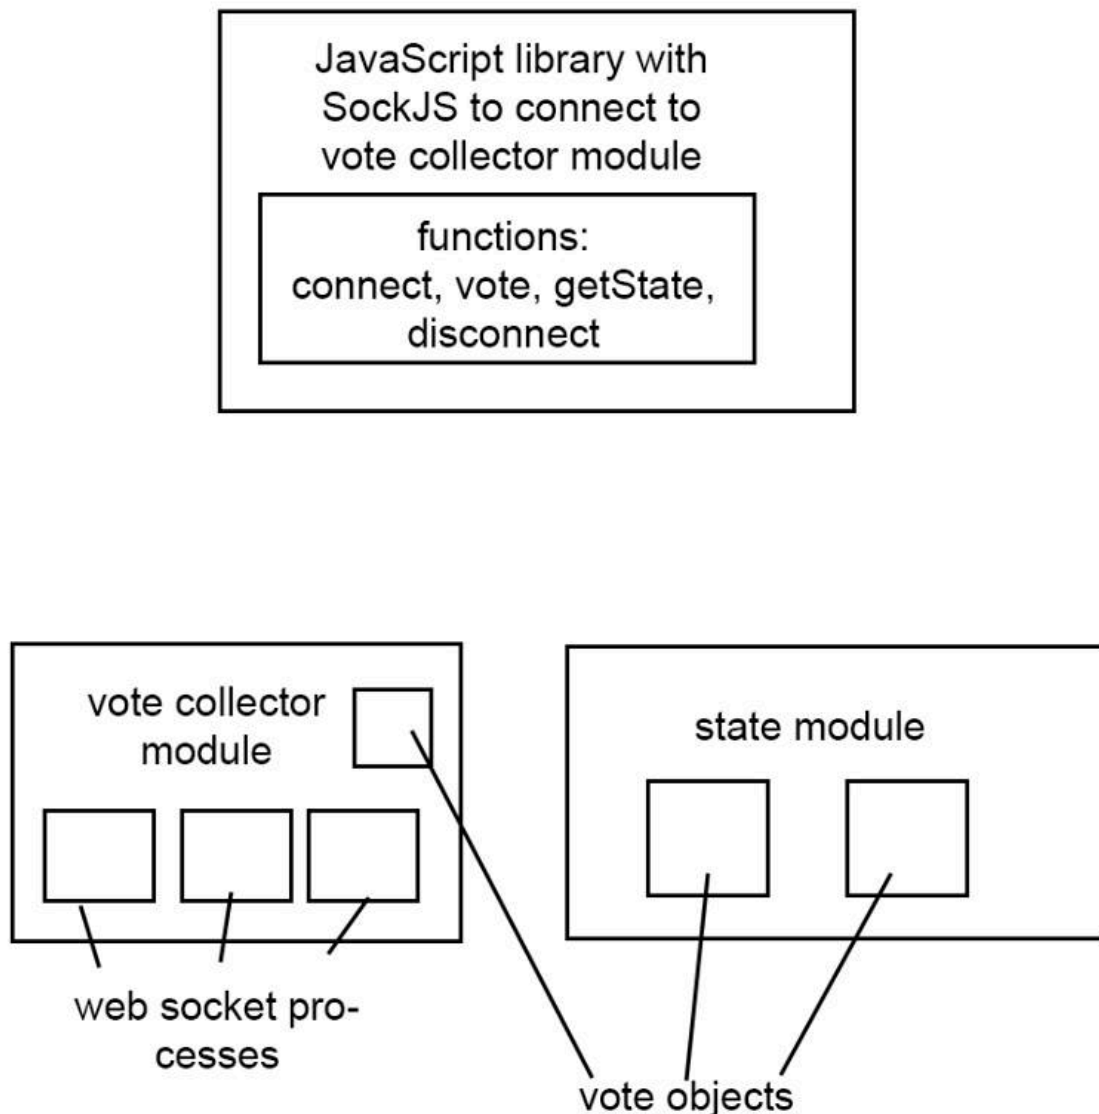 JavaScript library with
SockJS to connect to
vote collector module
functions:
connect, vote, getState,
disconnect
vote collector
module
state module
web socket pro-
cesses
vote objects